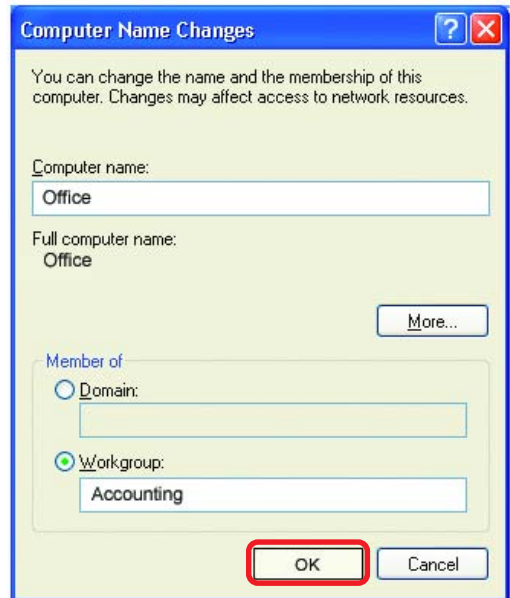 Computer Name Changes
You can change the name and the membership of this
computer. Changes may affect access to network resources.
Computer name:
Office
Full computer name:
Office
More...
Member of
Domain:
Workgroup:
Accounting
OK Cancel